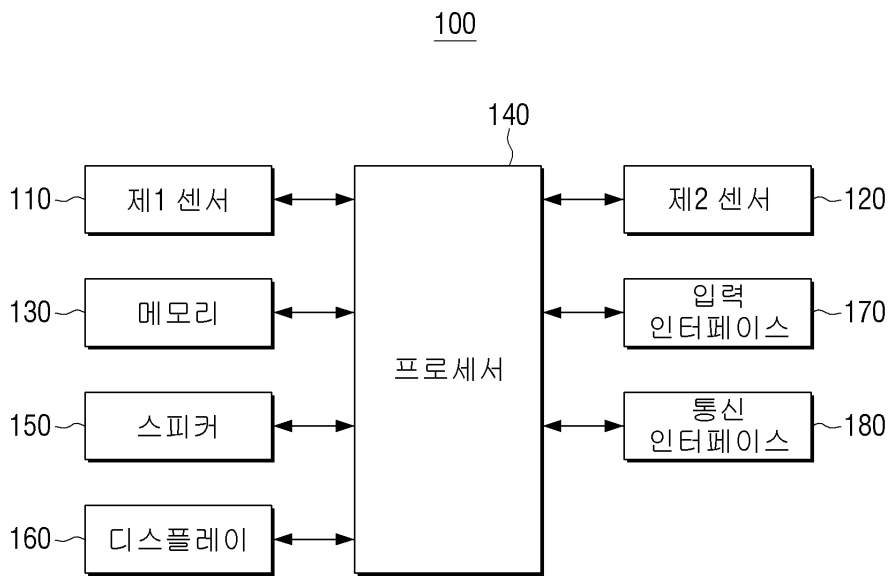 100
140
110
제1 센서
제2 센서
120
130
메모리
입력
인터페이스
170
프로세서
150
스피커
통신
인터페이스
180
160
디스플레이